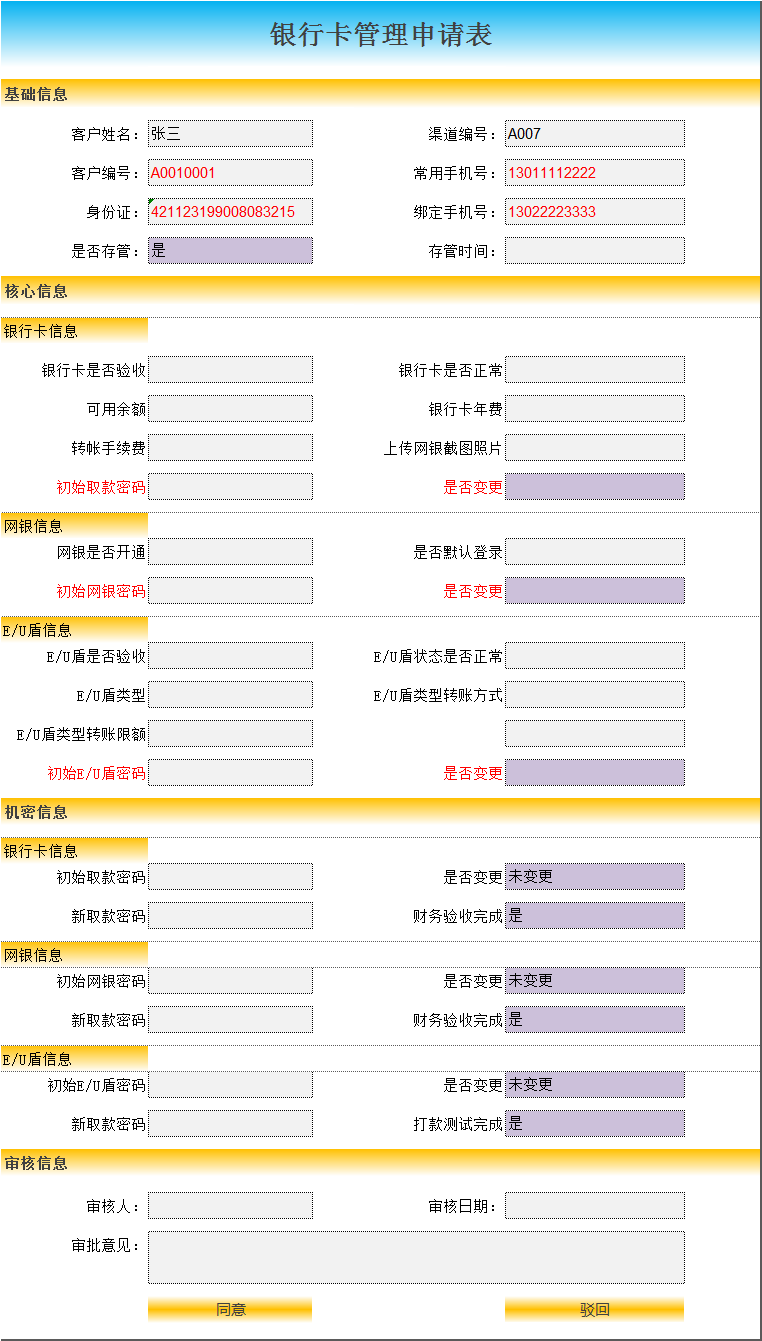 银行卡管理申请表
基础信息
客户姓名： 张三 渠道编号： A007
客户编号： A0010001 常用手机号： 13011112222
身份证： 421123199008083215 绑定手机号： 13022223333
是否存管： 是 存管时间：
核心信息
银行卡信息
银行卡是否验收 银行卡是否正常
可用余额 银行卡年费
转帐手续费 上传网银截图照片
初始取款密码 是否变更
网银信息
网银是否开通 是否默认登录
初始网银密码 是否变更
E/U盾信息
E/U盾是否验收 E/U盾状态是否正常
E/U盾类型 E/U盾类型转账方式
E/U盾类型转账限额
初始E/U盾密码 是否变更
机密信息
银行卡信息
初始取款密码 是否变更 未变更
新取款密码 财务验收完成 是
网银信息
初始网银密码 是否变更 未变更
新取款密码 财务验收完成 是
E/U盾信息
初始E/U盾密码 是否变更 未变更
新取款密码 打款测试完成 是
审核信息
审核人： 审核日期：
审批意见：
同意 驳回